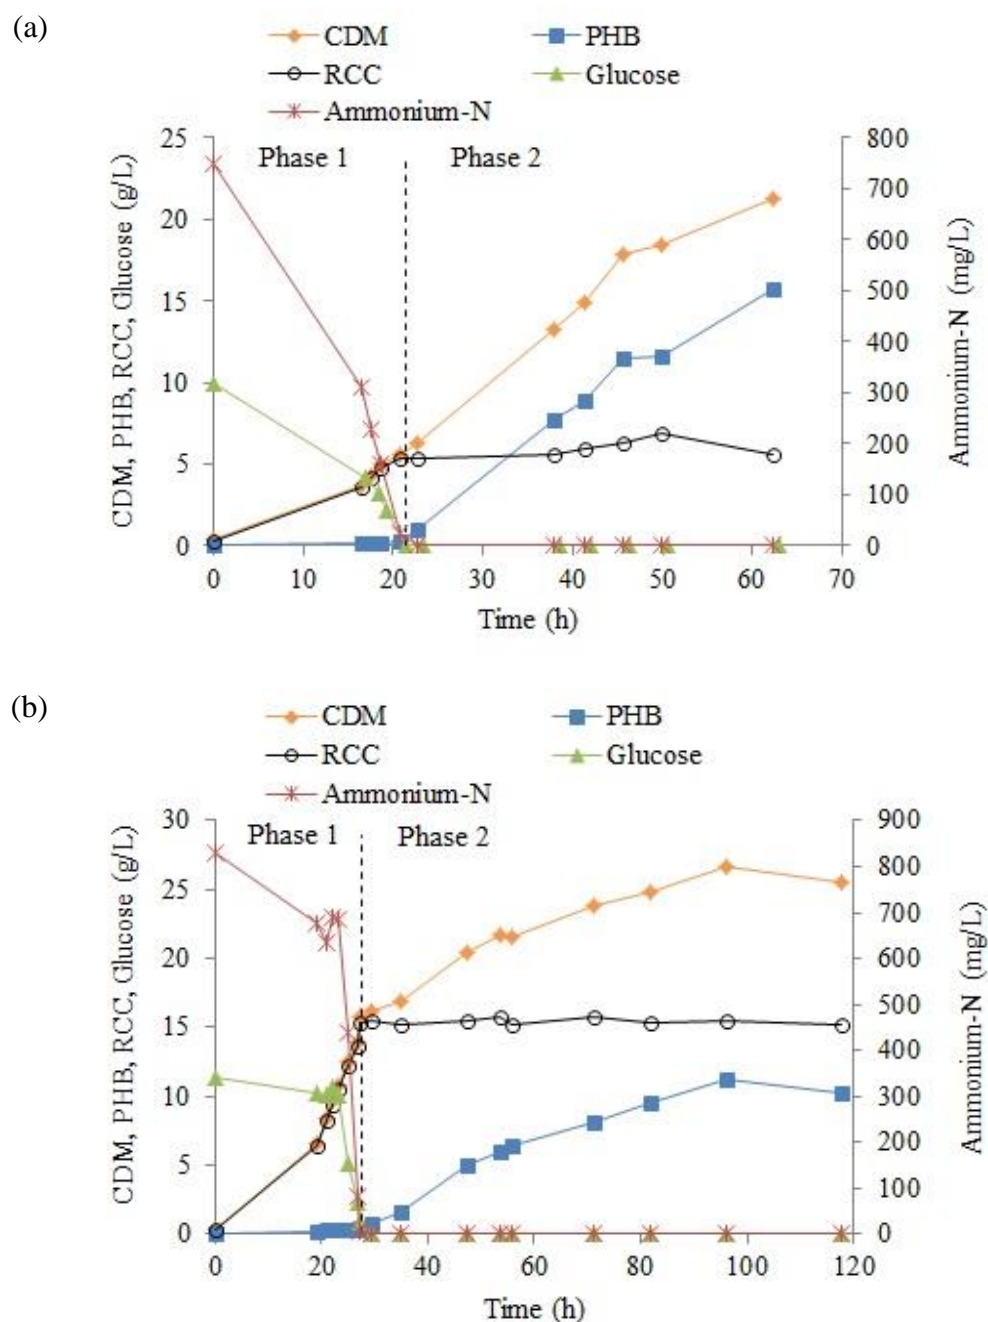 (a)
CDM PHB
RCC Glucose
Ammonium-N
Phase 1 Phase 2
CDM, PHB, RCC, Glucose (g/L)
25
20
15
10
5
0
800
700
600
500
400
300
200
100
0
Ammonium-N (mg/L)
0 10 20 30 40 50 60 70
Time (h)
(b)
CDM PHB
RCC Glucose
Ammonium-N
Phase 1 Phase 2
CDM, PHB, RCC, Glucose (g/L)
30
25
20
15
10
5
0
900
800
700
600
500
400
300
200
100
0
Ammonium-N (mg/L)
0 20 40 60 80 100 120
Time (h)